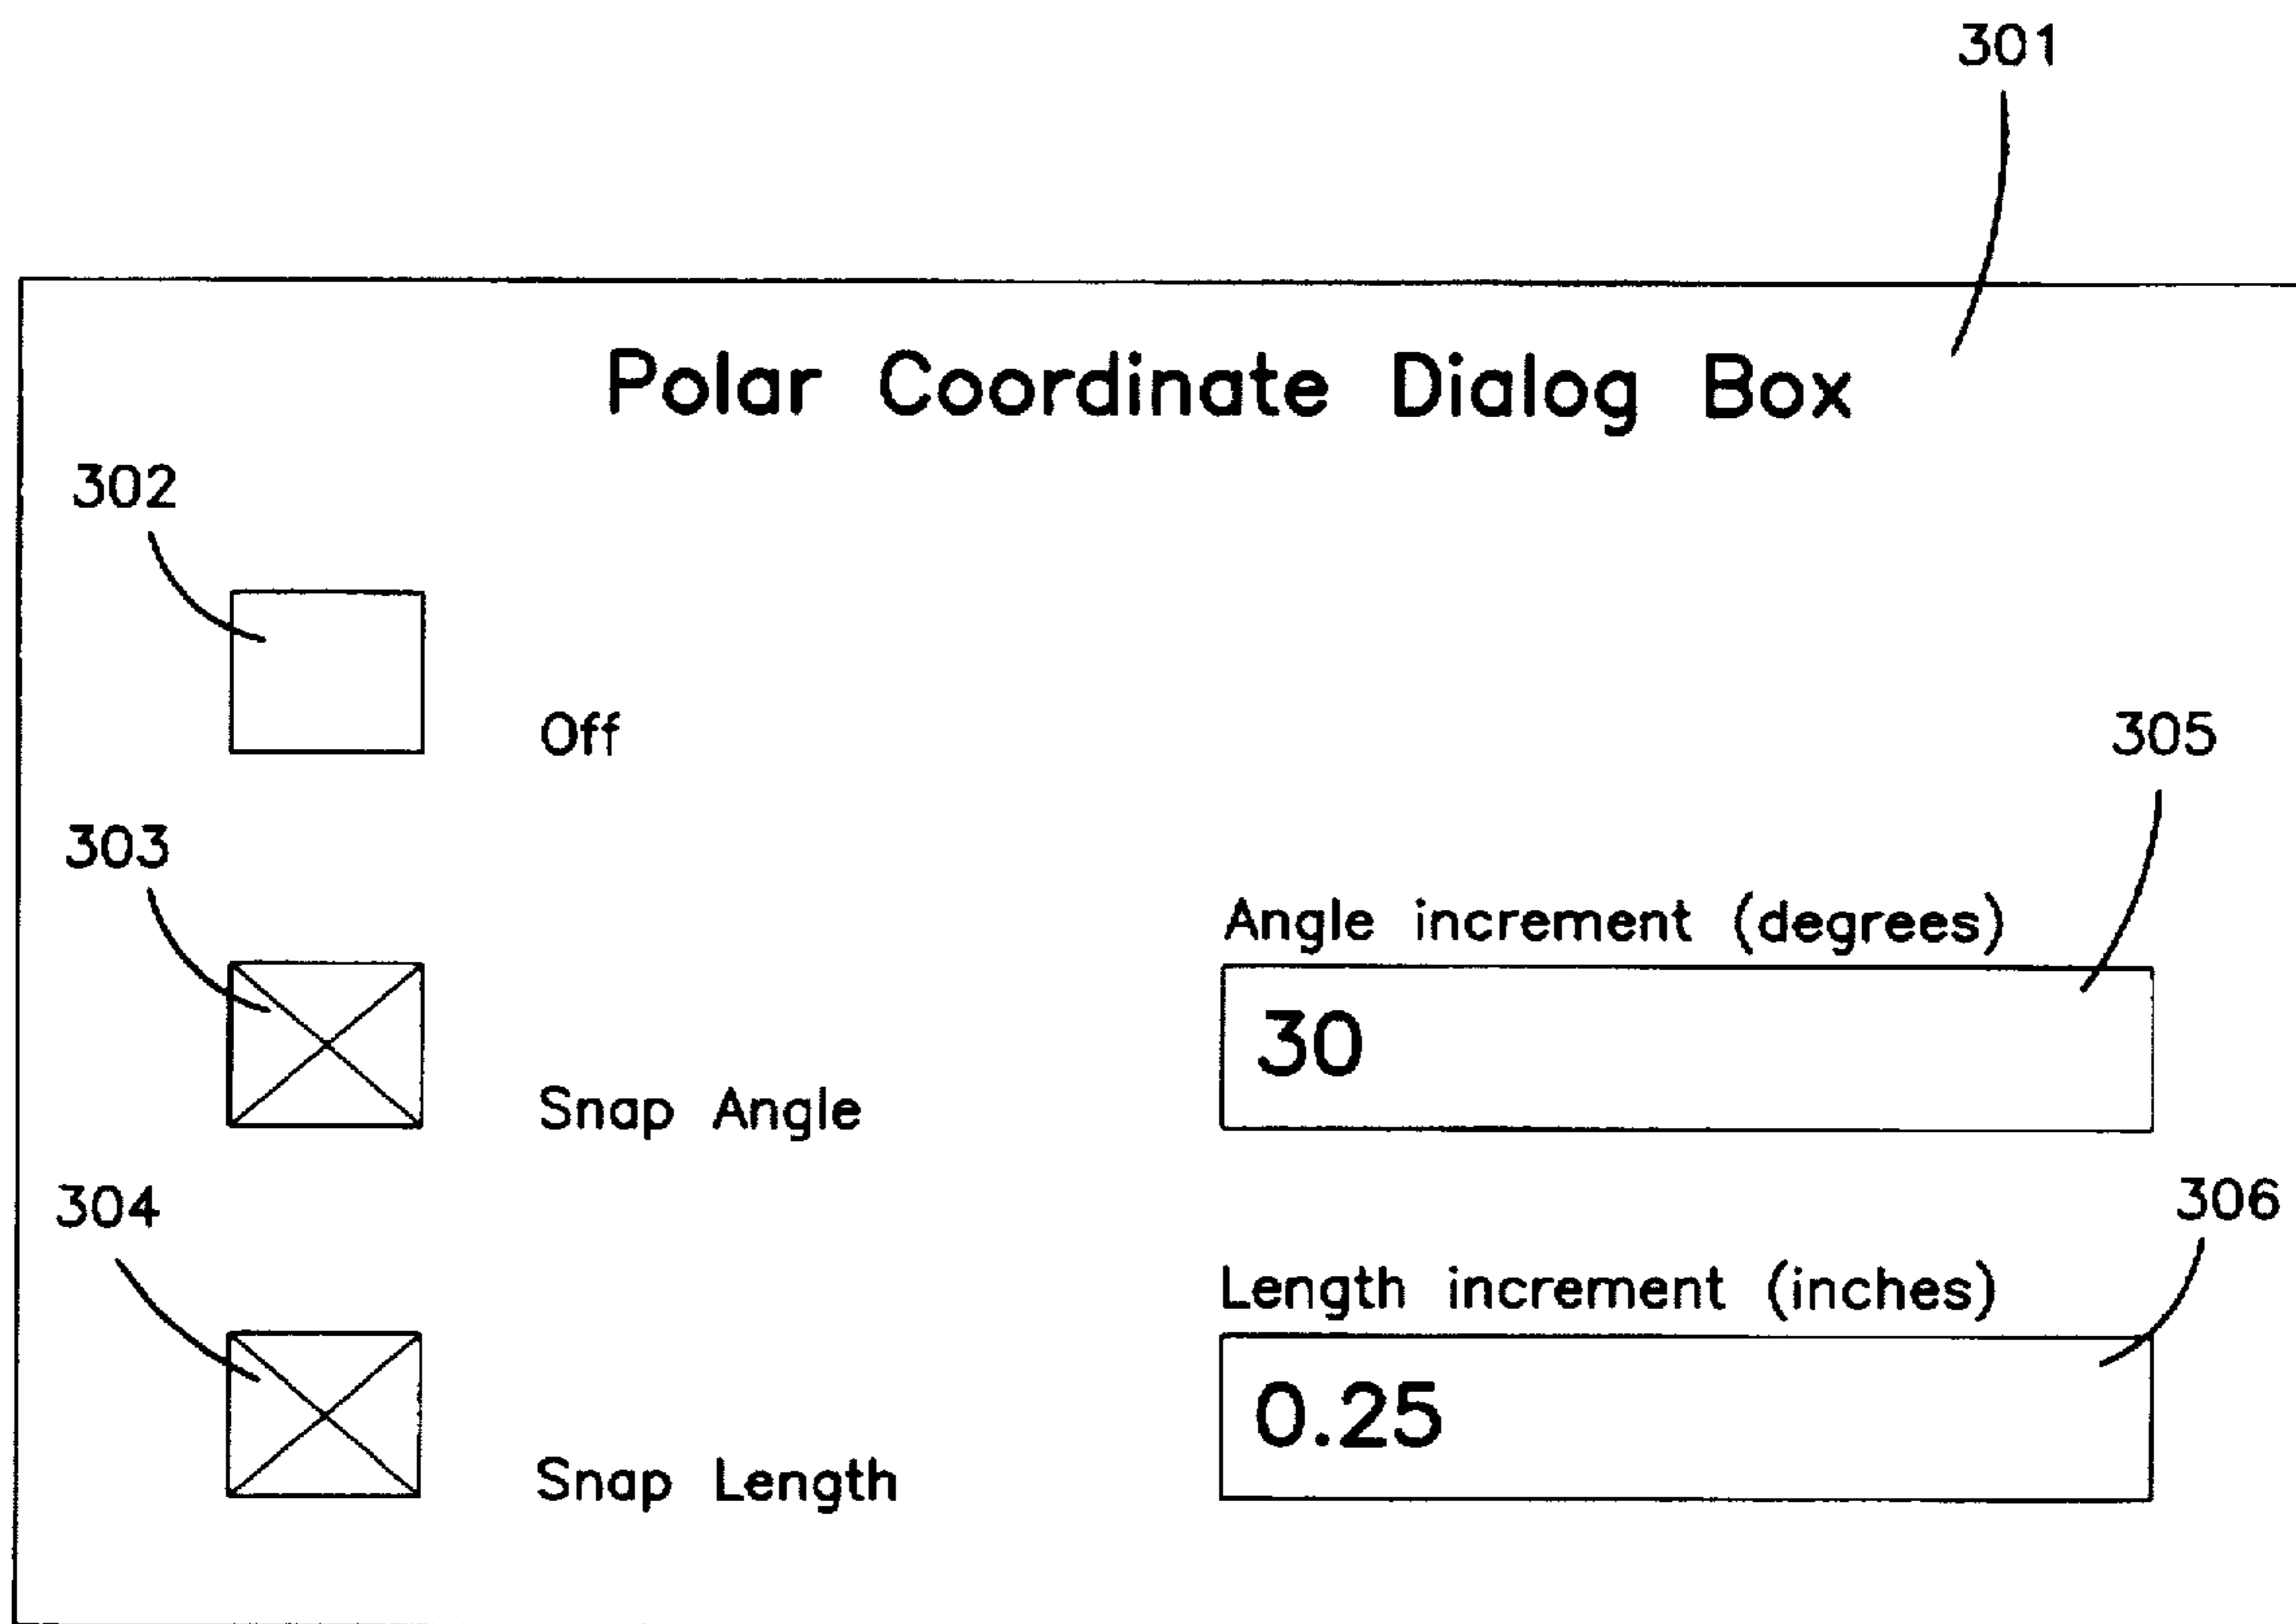 301
Polar Coordinate Dialog Box
302
Off
305
303
Angle increment (degrees)
30
Snap Angle
304
306
Length increment (inches)
0.25
Snap Length